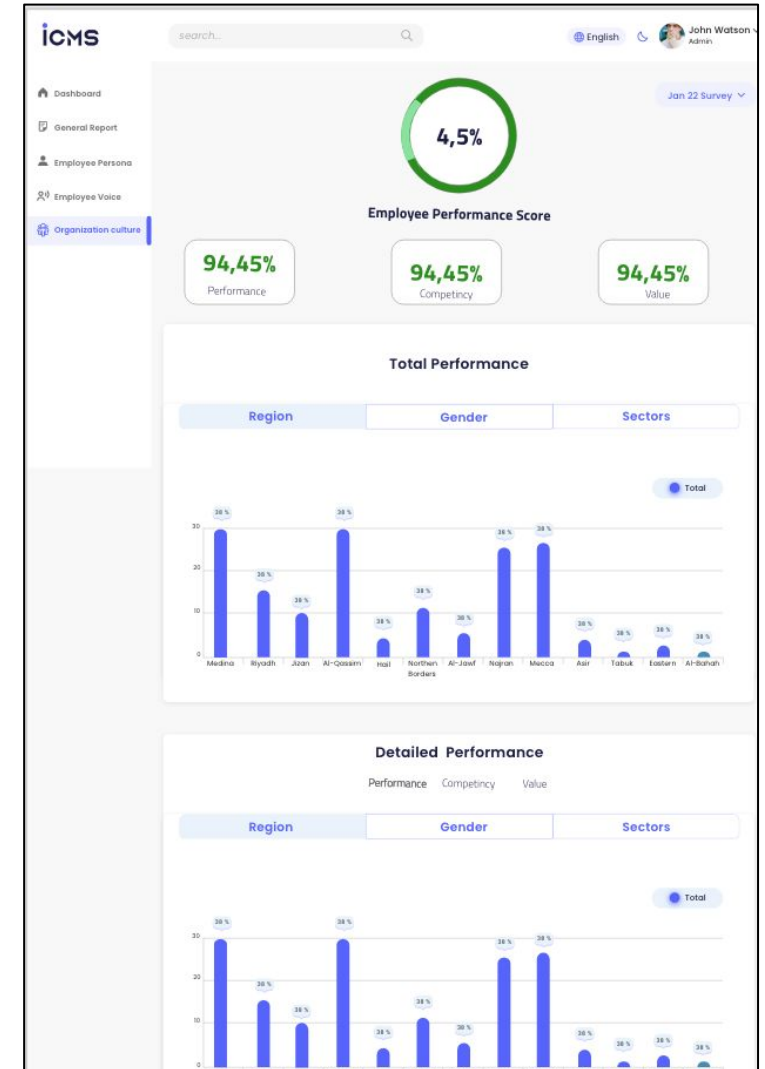 iCMS
search...
English
John Watson
Admin
Dashboard
General Report
Employee Persona
Employee Voice
Organization culture
Jan 22 Survey
4,5%
Employee Performance Score
94,45%
Performance
94,45%
Competincy
94,45%
Value
Total Performance
Region Gender Sectors
Total
38 % 38 % 38 % 38 % 38 % 38 % 38 % 38 % 38 % 38 % 38 % 38 % 38 %
30
20
10
0
Medina Riyadh Jizan Al-Qassim Hail Northen Borders Al-Jawf Najran Mecca Asir Tabuk Eastern Al-Bahah
Detailed Performance
Performance Competincy Value
Region Gender Sectors
Total
38 % 38 % 38 % 38 % 38 % 38 % 38 % 38 % 38 % 38 % 38 % 38 % 38 %
30
20
10
0